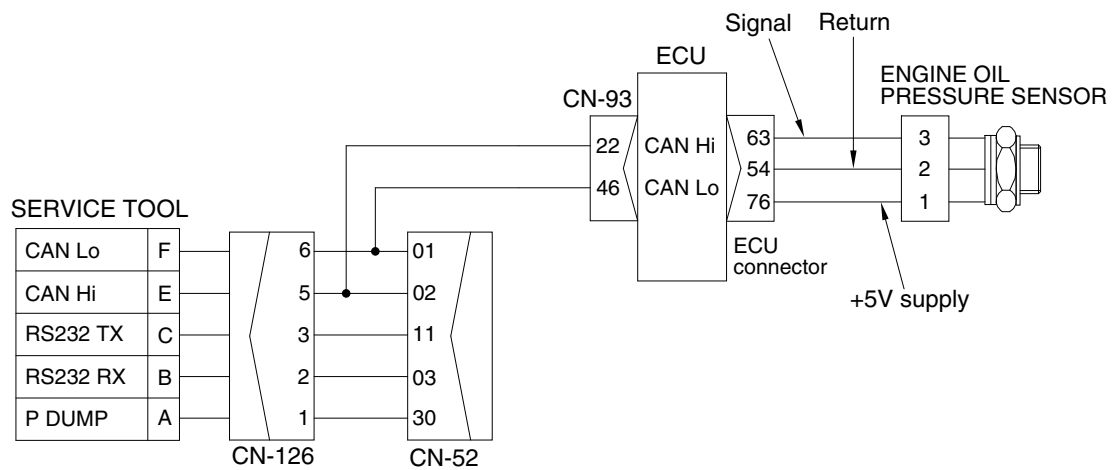 Signal
Return
ECU
ENGINE OIL
PRESSURE SENSOR
CN-93
22 CAN Hi 63 3
54 2
46 CAN Lo
76 1
ECU
connector
+5V supply
SERVICE TOOL
CAN Lo F 6 01
CAN Hi E 5 02
RS232 TX C 3 11
RS232 RX B 2 03
P DUMP A 1 30
CN-126
CN-52